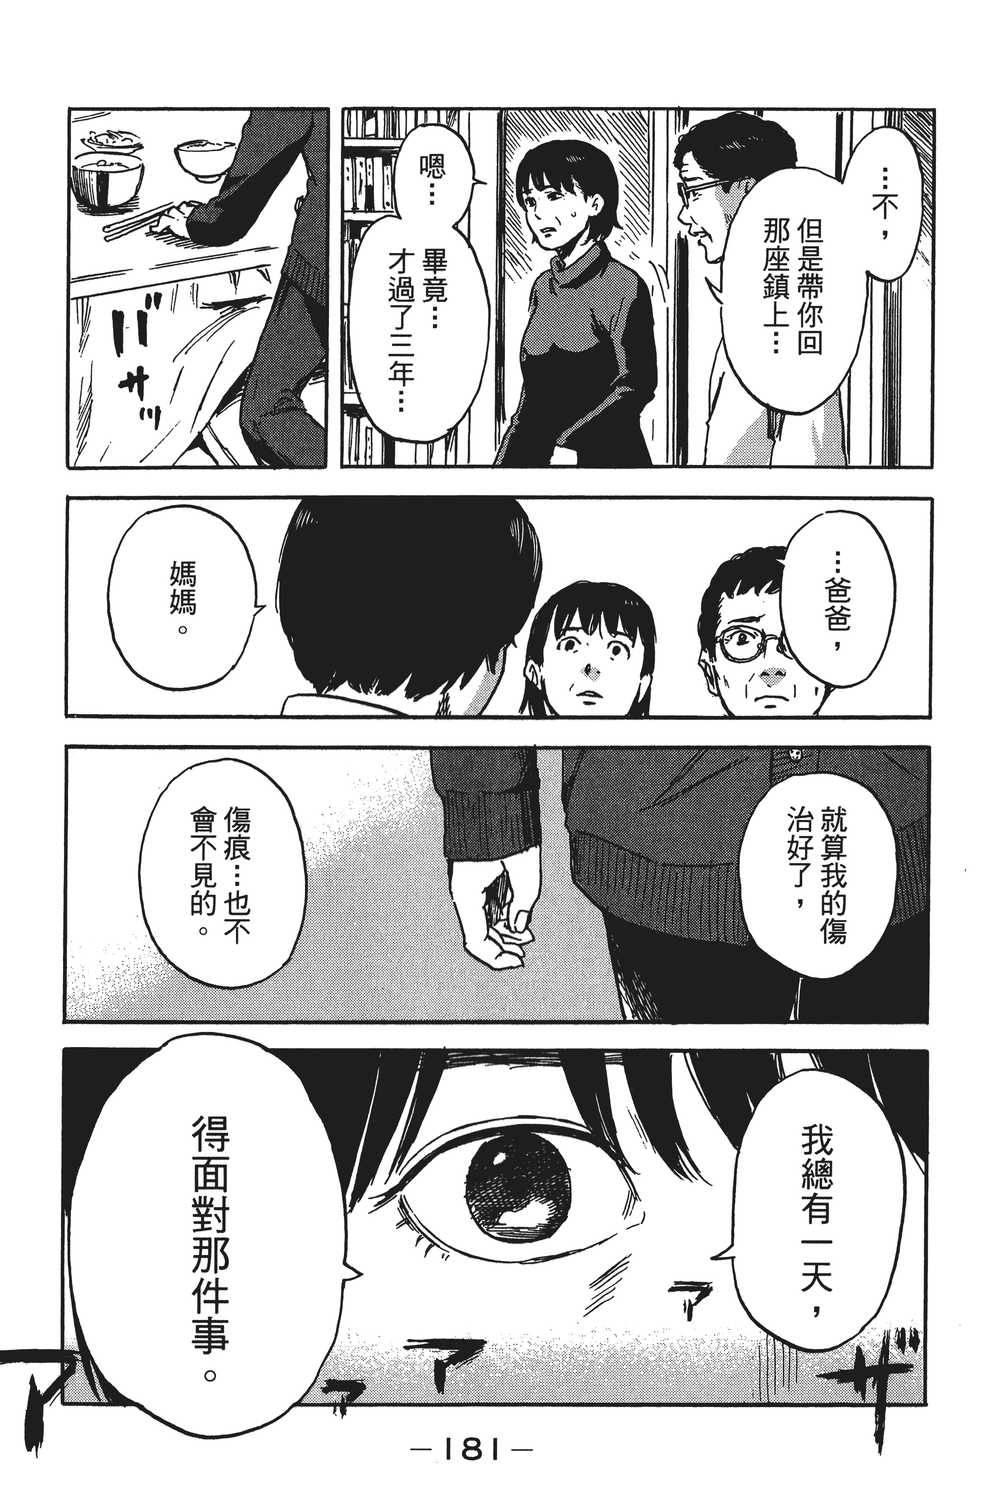 …不，
但是帶你回
那座鎮上…
嗯…
畢竟…
才過了三年…
ガサッ
…爸爸，
媽媽。
就算我的傷
治好了，
傷痕…也不
會不見的。
我總有一天，
得面對那件事。
ザァァァア
—181—